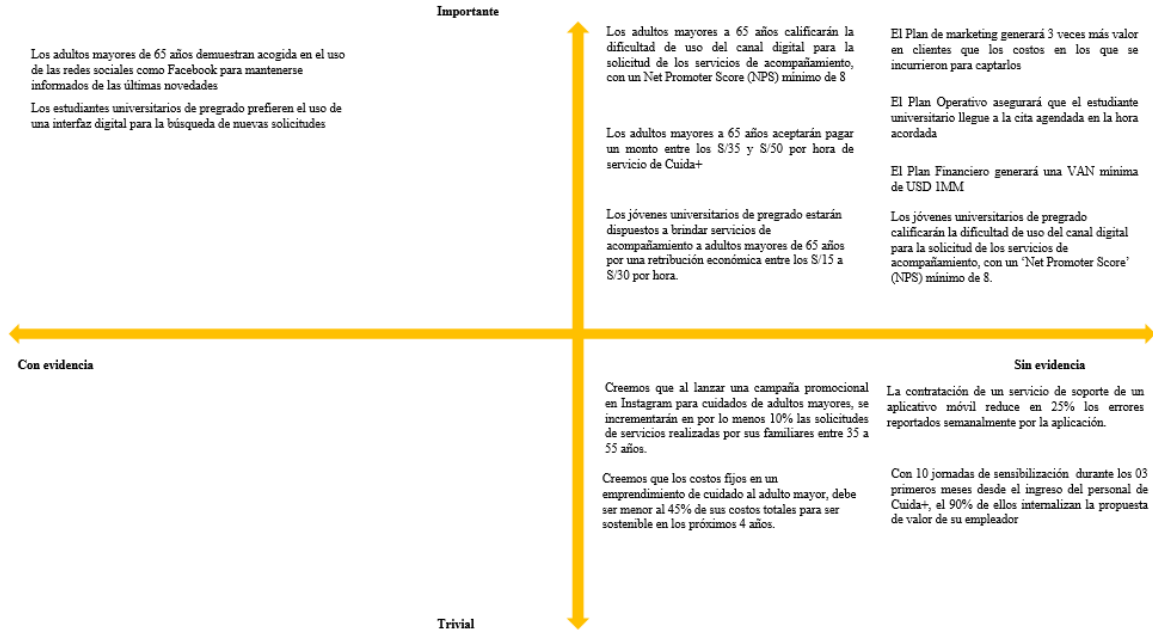 Importante
Los adultos mayores de 65 años demuestran acogida en el uso
de las redes sociales como Facebook para mantenerse
informados de las últimas novedades
Los estudiantes universitarios de pregrado prefieren el uso de
una interfaz digital para la búsqueda de nuevas solicitudes
Los adultos mayores a 65 años calificarán la
dificultad de uso del canal digital para la
solicitud de los servicios de acompañamiento,
con un Net Promoter Score (NPS) mínimo de 8
Los adultos mayores a 65 años aceptarán pagar
un monto entre los S/35 y S/50 por hora de
servicio de Cuida+
Los jóvenes universitarios de pregrado estarán
dispuestos a brindar servicios de
acompañamiento a adultos mayores de 65 años
por una retribución económica entre los S/15 a
S/30 por hora.
El Plan de marketing generará 3 veces más valor
en clientes que los costos en los que se
incurrieron para captarlos
El Plan Operativo asegurará que el estudiante
universitario llegue a la cita agendada en la hora
acordada
El Plan Financiero generará una VAN mínima
de USD 1MM
Los jóvenes universitarios de pregrado
calificarán la dificultad de uso del canal digital
para la solicitud de los servicios de
acompañamiento, con un ‘Net Promoter Score’
(NPS) mínimo de 8.
Con evidencia
Sin evidencia
Creemos que al lanzar una campaña promocional
en Instagram para cuidados de adultos mayores, se
incrementarán en por lo menos 10% las solicitudes
de servicios realizadas por sus familiares entre 35 a
55 años.
Creemos que los costos fijos en un
emprendimiento de cuidado al adulto mayor, debe
ser menor al 45% de sus costos totales para ser
sostenible en los próximos 4 años.
La contratación de un servicio de soporte de un
aplicativo móvil reduce en 25% los errores
reportados semanalmente por la aplicación.
Con 10 jornadas de sensibilización durante los 03
primeros meses desde el ingreso del personal de
Cuida+, el 90% de ellos internalizan la propuesta
de valor de su empleador
Trivial